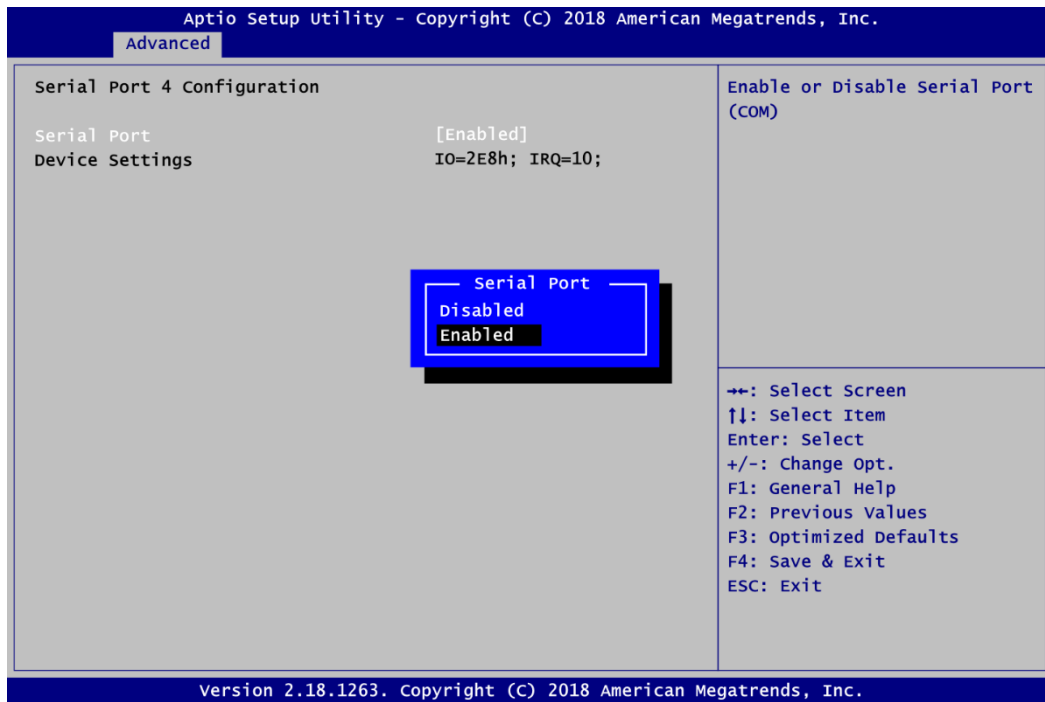 Aptio Setup Utility - Copyright (C) 2018 American Megatrends, Inc.
Advanced
Serial Port 4 Configuration
Serial Port [Enabled]
Device Settings IO=2E8h; IRQ=10;
Enable or Disable Serial Port
(COM)
Serial Port
Disabled
Enabled
→←: Select Screen
↑↓: Select Item
Enter: Select
+/-: Change Opt.
F1: General Help
F2: Previous Values
F3: Optimized Defaults
F4: Save & Exit
ESC: Exit
Version 2.18.1263. Copyright (C) 2018 American Megatrends, Inc.